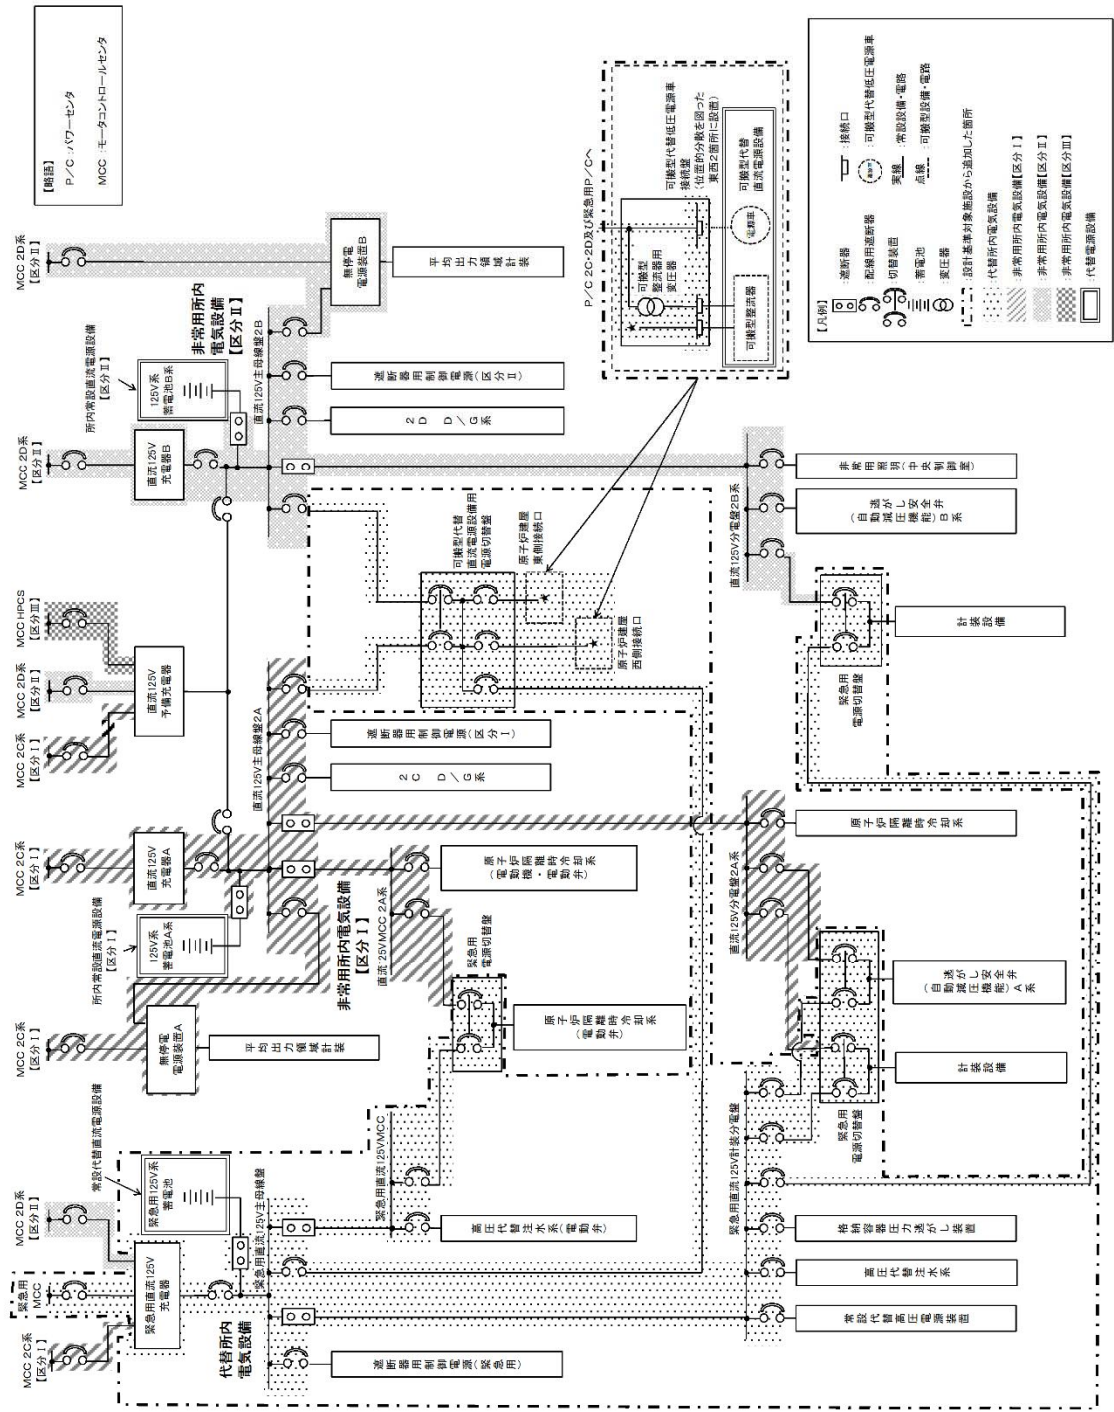 【略語】
P/C :パワーセンタ
MCC :モータコントロールセンタ
MCC 2D系
【区分Ⅱ】
無停電
電源装置B
平均出力領域計装
非常用所内
電気設備
【区分Ⅱ】
所内常設直流電源設備
【区分Ⅱ】
125V系
蓄電池B系
MCC 2D系
【区分Ⅱ】
直流125V
充電器B
直流125V主母線盤2B
遮断器用制御電源(区分Ⅱ)
2D D/G系
MCC HPCS
【区分Ⅲ】
MCC 2D系
【区分Ⅱ】
MCC 2C系
【区分Ⅰ】
直流125V
予備充電器
可搬型代替
直流電源設備用
電源切替盤
原子炉建屋
東側接続口
原子炉建屋
西側接続口
P/C 2C・2D及び緊急用P/Cへ
可搬型代替低圧電源車
接続盤
(位置的分散を図った
東西2箇所に設置)
可搬型
整流器用
変圧器
可搬型代替
直流電源設備
電源車
可搬型整流器
直流125V分電盤2B系
非常用照明(中央制御室)
逃がし安全弁
(自動減圧機能)B系
緊急用
電源切替盤
計装設備
MCC 2C系
【区分Ⅰ】
直流125V
充電器A
所内常設直流電源設備
【区分Ⅰ】
125V系
蓄電池A系
直流125V主母線盤2A
遮断器用制御電源(区分Ⅰ)
2C D/G系
非常用所内電気設備
【区分Ⅰ】
MCC 2C系
【区分Ⅰ】
無停電
電源装置A
平均出力領域計装
直流125VMCC 2A系
原子炉隔離時冷却系
(電動機・電動弁)
緊急用
電源切替盤
原子炉隔離時冷却系
(電動弁)
直流125V分電盤2A系
原子炉隔離時冷却系
逃がし安全弁
(自動減圧機能)A系
緊急用
電源切替盤
計装設備
MCC 2D系
【区分Ⅱ】
緊急用
MCC
MCC 2C系
【区分Ⅰ】
常設代替直流電源設備
緊急用125V系
蓄電池
緊急用直流125V
充電器
代替所内
電気設備
緊急用直流125V主母線盤
遮断器用制御電源(緊急用)
緊急用直流125VMCC
高圧代替注水系(電動弁)
緊急用直流125V計装分電盤
格納容器圧力逃がし装置
高圧代替注水系
常設代替高圧電源装置
【凡例】
:遮断器
:配線用遮断器
:切替装置
:蓄電池
:変圧器
:接続口
:可搬型代替低圧電源車
実線 :常設設備・電路
点線 :可搬型設備・電路
:設計基準対象施設から追加した箇所
:代替所内電気設備
:非常用所内電気設備【区分Ⅰ】
:非常用所内電気設備【区分Ⅱ】
:非常用所内電気設備【区分Ⅲ】
:代替電源設備